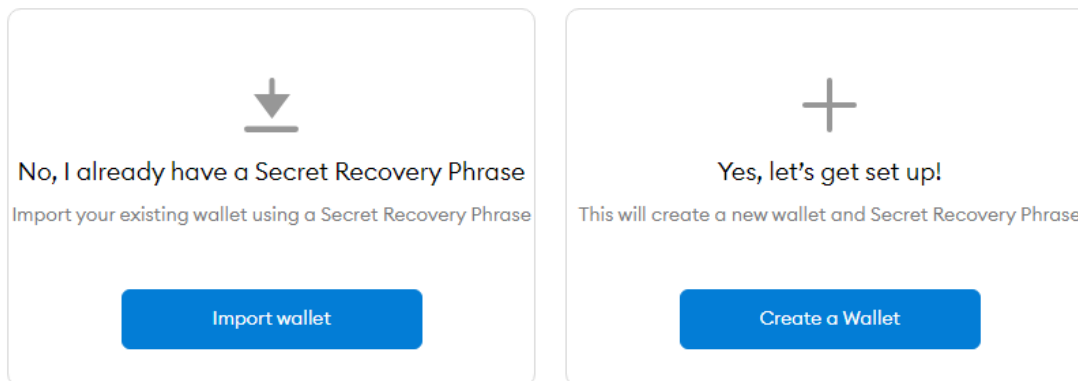 No, I already have a Secret Recovery Phrase
Import your existing wallet using a Secret Recovery Phrase
Import wallet
Yes, let's get set up!
This will create a new wallet and Secret Recovery Phrase
Create a Wallet